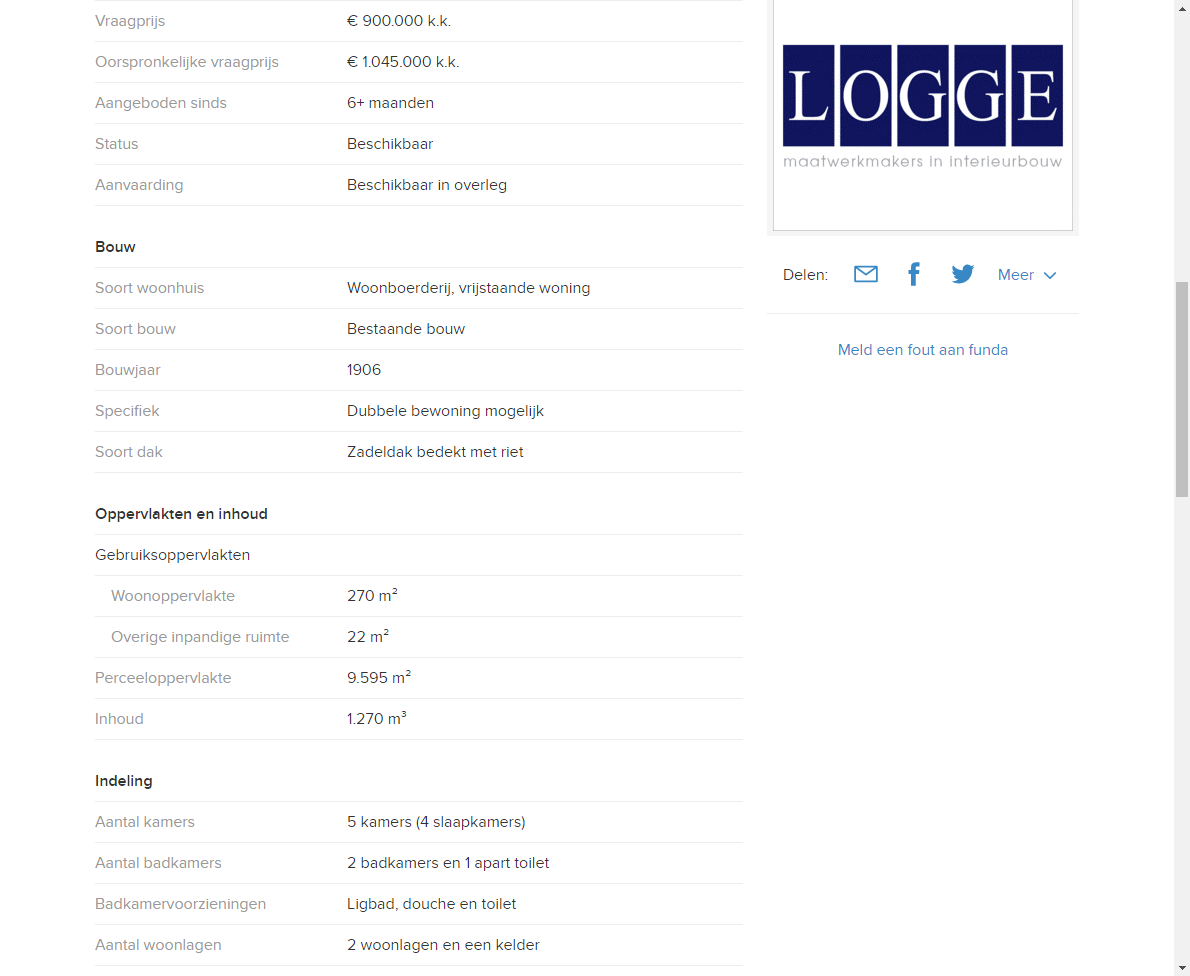 Vraagprijs € 900.000 k.k.
Oorspronkelijke vraagprijs € 1.045.000 k.k.
Aangeboden sinds 6+ maanden
Status Beschikbaar
Aanvaarding Beschikbaar in overleg
Bouw
Soort woonhuis Woonboerderij, vrijstaande woning
Soort bouw Bestaande bouw
Bouwjaar 1906
Specifiek Dubbele bewoning mogelijk
Soort dak Zadeldak bedekt met riet
Oppervlakten en inhoud
Gebruiksoppervlakten
Woonoppervlakte 270 m²
Overige inpandige ruimte 22 m²
Perceeloppervlakte 9.595 m²
Inhoud 1.270 m³
Indeling
Aantal kamers 5 kamers (4 slaapkamers)
Aantal badkamers 2 badkamers en 1 apart toilet
Badkamervoorzieningen Ligbad, douche en toilet
Aantal woonlagen 2 woonlagen en een kelder
LOGGE
maatwerkmakers in interieurbouw
Delen: Meer
Meld een fout aan funda